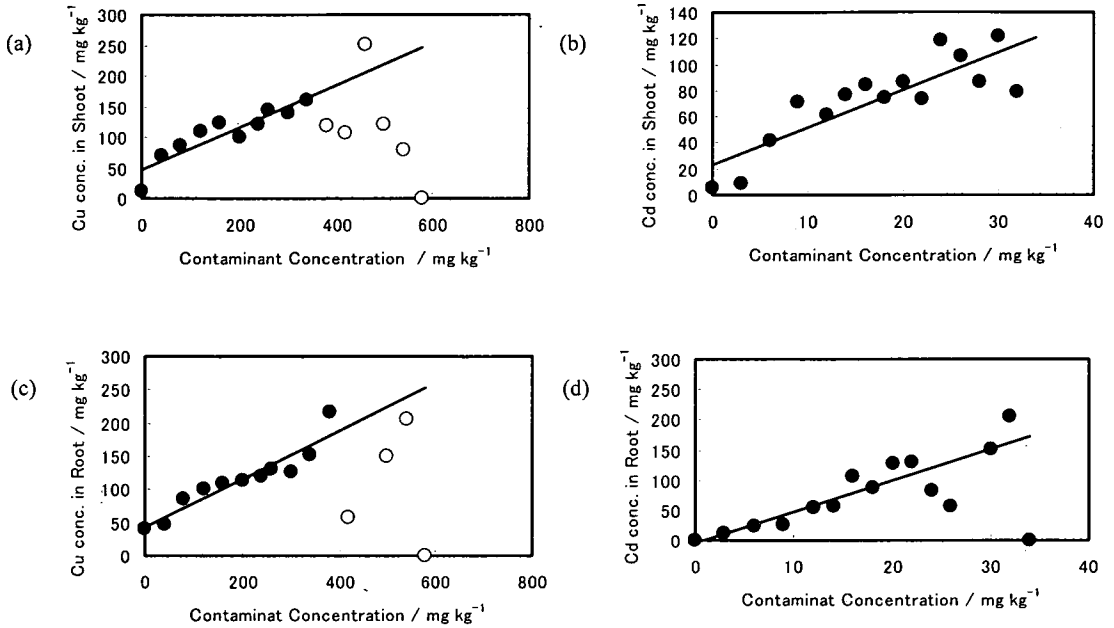 (a)
Cu conc. in Shoot / mg kg⁻¹
300
250
200
150
100
50
0
0 200 400 600 800
Contaminant Concentration / mg kg⁻¹
(b)
Cd conc. in Shoot / mg kg⁻¹
140
120
100
80
60
40
20
0
0 10 20 30 40
Contaminant Concentration / mg kg⁻¹
(c)
Cu conc. in Root / mg kg⁻¹
300
250
200
150
100
50
0
0 200 400 600 800
Contaminat Concentration / mg kg⁻¹
(d)
Cd conc. in Root / mg kg⁻¹
300
250
200
150
100
50
0
0 10 20 30 40
Contaminat Concentration / mg kg⁻¹